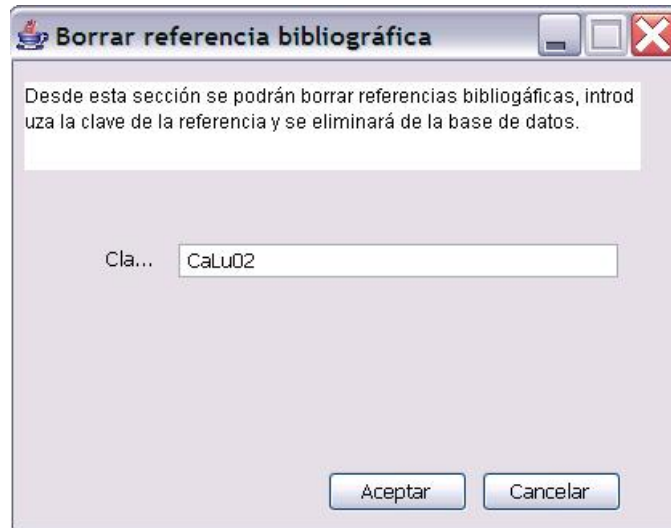 Borrar referencia bibliográfica
Desde esta sección se podrán borrar referencias bibliogáficas, introd
uza la clave de la referencia y se eliminará de la base de datos.
Cla... CaLu02
Aceptar Cancelar